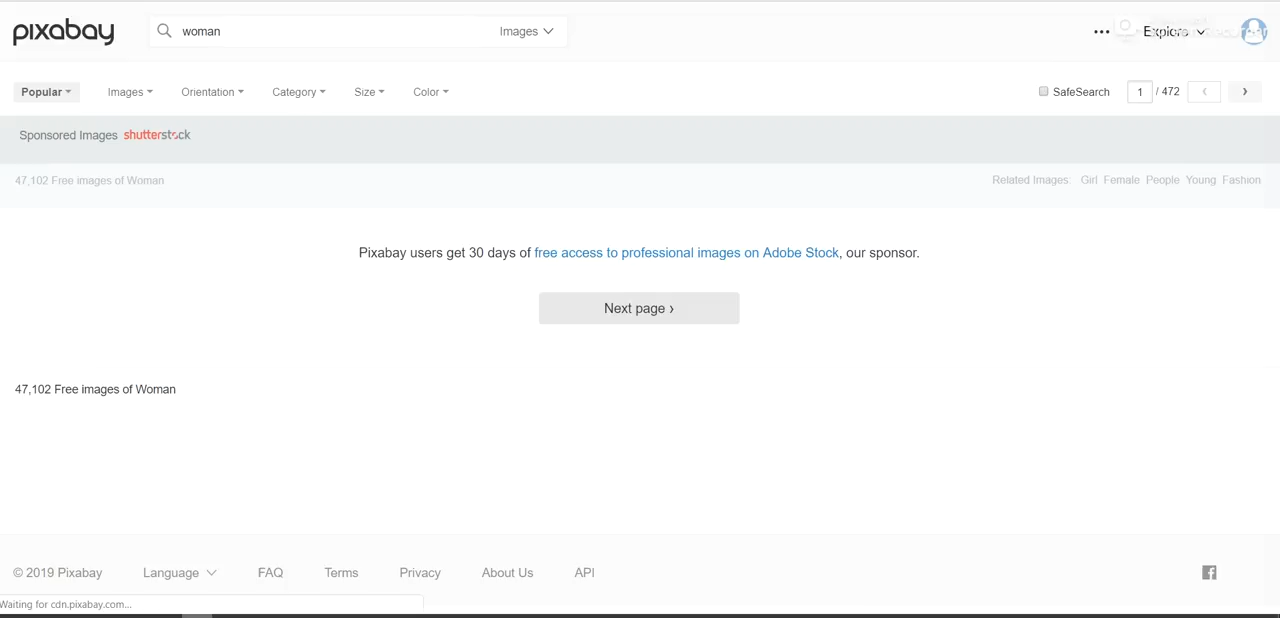 pixabay
woman Images
Explore
Popular Images Orientation Category Size Color SafeSearch 1 / 472
Sponsored Images shutterstock
47,102 Free images of Woman Related Images: Girl Female People Young Fashion
Pixabay users get 30 days of free access to professional images on Adobe Stock, our sponsor.
Next page ›
47,102 Free images of Woman
© 2019 Pixabay Language FAQ Terms Privacy About Us API
Waiting for cdn.pixabay.com...